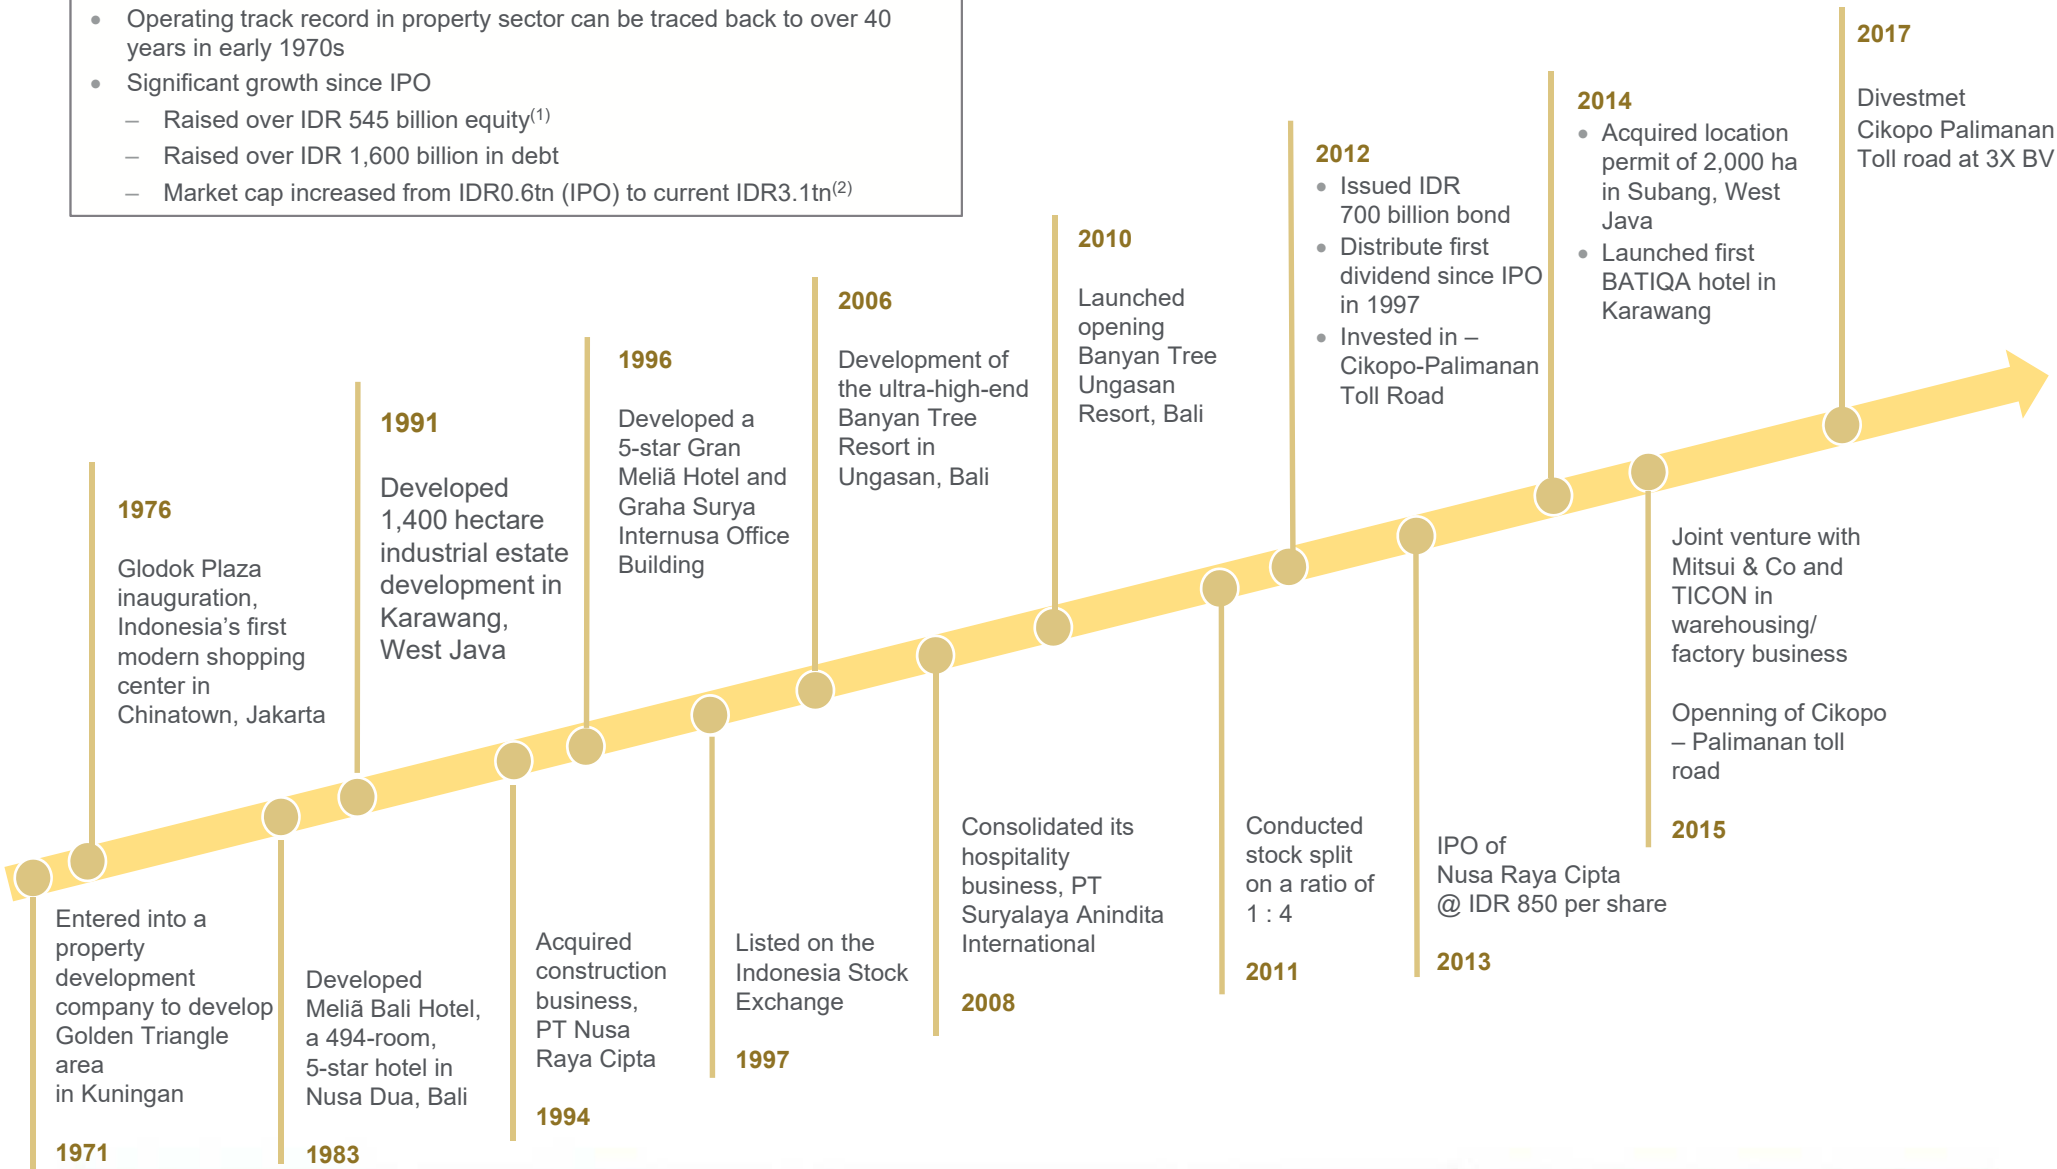 • Operating track record in property sector can be traced back to over 40
years in early 1970s
• Significant growth since IPO
– Raised over IDR 545 billion equity(1)
– Raised over IDR 1,600 billion in debt
– Market cap increased from IDR0.6tn (IPO) to current IDR3.1tn(2)
1976
Glodok Plaza
inauguration,
Indonesia’s first
modern shopping
center in
Chinatown, Jakarta
1991
Developed
1,400 hectare
industrial estate
development in
Karawang,
West Java
1996
Developed a
5-star Gran
Meliã Hotel and
Graha Surya
Internusa Office
Building
2006
Development of
the ultra-high-end
Banyan Tree
Resort in
Ungasan, Bali
2010
Launched
opening
Banyan Tree
Ungasan
Resort, Bali
2012
• Issued IDR
700 billion bond
• Distribute first
dividend since IPO
in 1997
• Invested in –
Cikopo-Palimanan
Toll Road
2014
• Acquired location
permit of 2,000 ha
in Subang, West
Java
• Launched first
BATIQA hotel in
Karawang
2017
Divestmet
Cikopo Palimanan
Toll road at 3X BV
Entered into a
property
development
company to develop
Golden Triangle
area
in Kuningan
1971
Developed
Meliã Bali Hotel,
a 494-room,
5-star hotel in
Nusa Dua, Bali
1983
Acquired
construction
business,
PT Nusa
Raya Cipta
1994
Listed on the
Indonesia Stock
Exchange
1997
Consolidated its
hospitality
business, PT
Suryalaya Anindita
International
2008
Conducted
stock split
on a ratio of
1 : 4
2011
IPO of
Nusa Raya Cipta
@ IDR 850 per share
2013
Joint venture with
Mitsui & Co and
TICON in
warehousing/
factory business
Openning of Cikopo
– Palimanan toll
road
2015